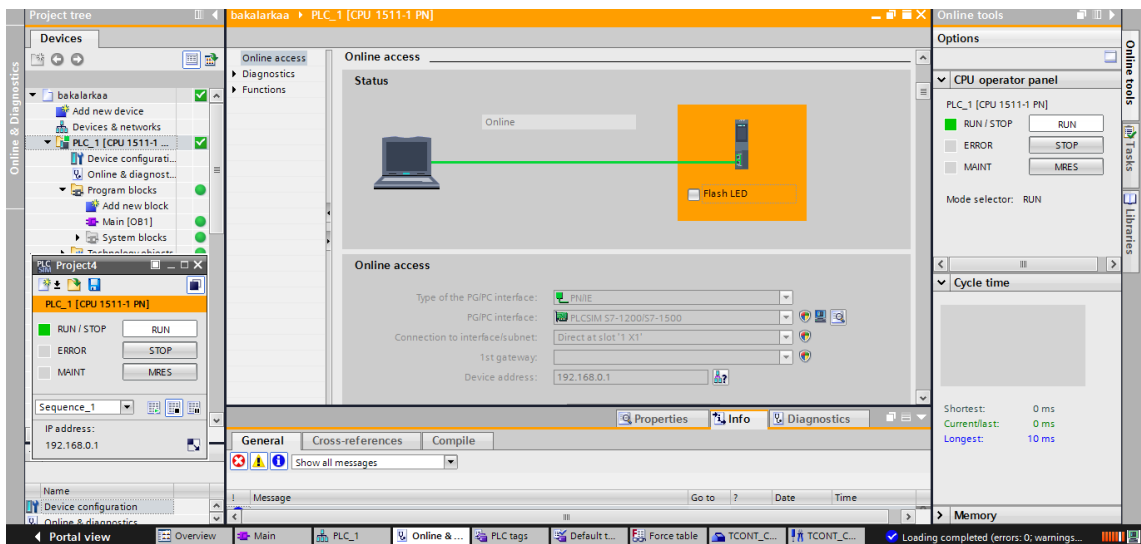 Project tree
Devices
Online & Diagnostics
bakalarkaa
Add new device
Devices & networks
PLC_1 [CPU 1511-1 ...
Device configurati...
Online & diagnost...
Program blocks
Add new block
Main [OB1]
System blocks
Technology objects
PLC SIM Project4
PLC_1 [CPU 1511-1 PN]
RUN / STOP RUN
ERROR STOP
MAINT MRES
Sequence_1
IP address:
192.168.0.1
Name
Device configuration
Online & diagnostics
bakalarkaa PLC_1 [CPU 1511-1 PN]
Online access
Diagnostics
Functions
Online access
Status
Online
Flash LED
Online access
Type of the PG/PC interface: PN/IE
PG/PC interface: PLCSIM S7-1200/S7-1500
Connection to interface/subnet: Direct at slot '1 X1'
1st gateway:
Device address: 192.168.0.1
Properties Info Diagnostics
General Cross-references Compile
Show all messages
! Message Go to ? Date Time
Online tools
Options
CPU operator panel
PLC_1 [CPU 1511-1 PN]
RUN / STOP RUN
ERROR STOP
MAINT MRES
Mode selector: RUN
Cycle time
Shortest: 0 ms
Current/last: 0 ms
Longest: 10 ms
Memory
Online tools
Tasks
Libraries
Portal view Overview Main PLC_1 Online & ... PLC tags Default t... Force table TCONT_C... TCONT_C... Loading completed (errors: 0; warnings...